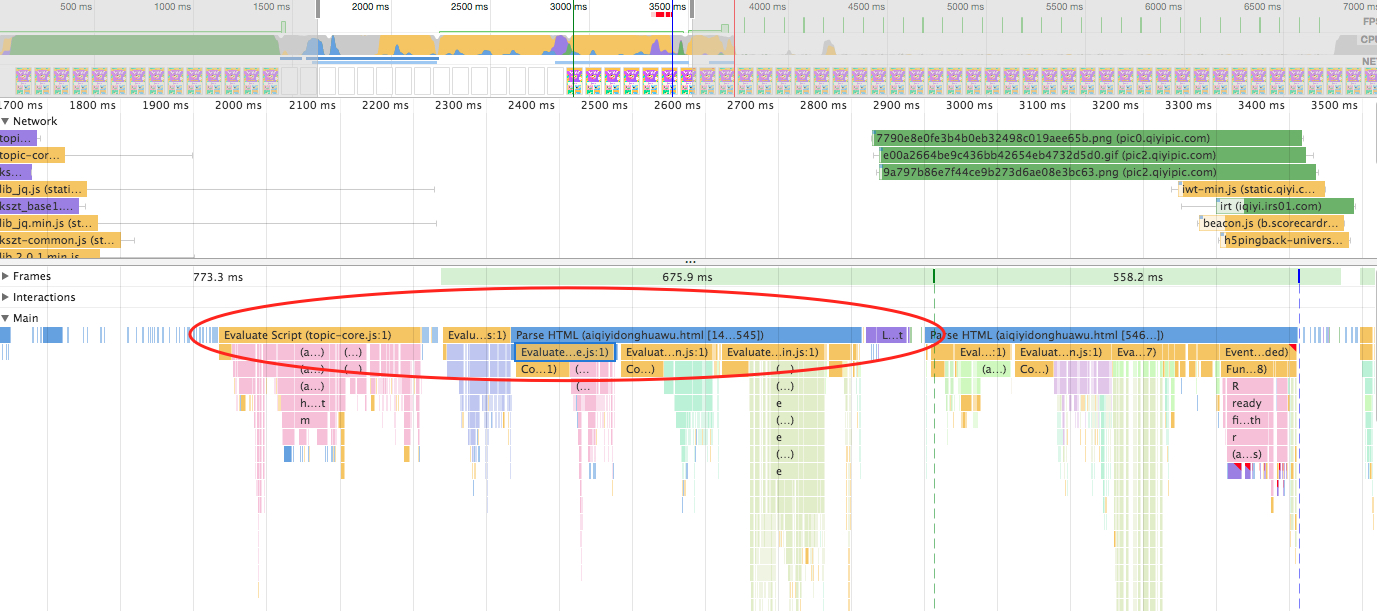 500 ms 1000 ms 1500 ms 2000 ms 2500 ms 3000 ms 3500 ms 4000 ms 4500 ms 5000 ms 5500 ms 6000 ms 6500 ms 7000 ms
FPS
CPU
NET
1700 ms 1800 ms 1900 ms 2000 ms 2100 ms 2200 ms 2300 ms 2400 ms 2500 ms 2600 ms 2700 ms 2800 ms 2900 ms 3000 ms 3100 ms 3200 ms 3300 ms 3400 ms 3500 ms
Network
topi... 7790e8e0fe3b4b0eb32498c019aee65b.png (pic0.qiyipic.com)
topic-cor... e00a2664be9c436bb42654eb4732d5d0.gif (pic2.qiyipic.com)
ks... 9a797b86e7f44ce9b273d6ae08e3bc63.png (pic2.qiyipic.com)
lib_jq.js (stati... iwt-min.js (static.qiyi.c...
kszt_base1.... irt (iqiyi.irs01.com)
lib_jq.min.js (st... beacon.js (b.scorecardr...
kszt-common.js (st... h5pingback-univers...
lib-2.0.1.min.js
Frames 773.3 ms 675.9 ms 558.2 ms
Interactions
Main
Evaluate Script (topic-core.js:1) Evalu...s:1) Parse HTML (aiqiyidonghuawu.html [14...545]) L...t Parse HTML (aiqiyidonghuawu.html [546...])
(a...) (...) Evaluate...e.js:1) Evaluat...n.js:1) Evaluate...in.js:1) Eval...:1) Evaluat...n.js:1) Eva...7) Event...ded)
(a...) (...) Co...1) (... Co...) (...) (a...) Co...) Fun...8)
(a...) (... (...) R
h....t e ready
m (...) fi...th
e r
(...) (a...s)
e